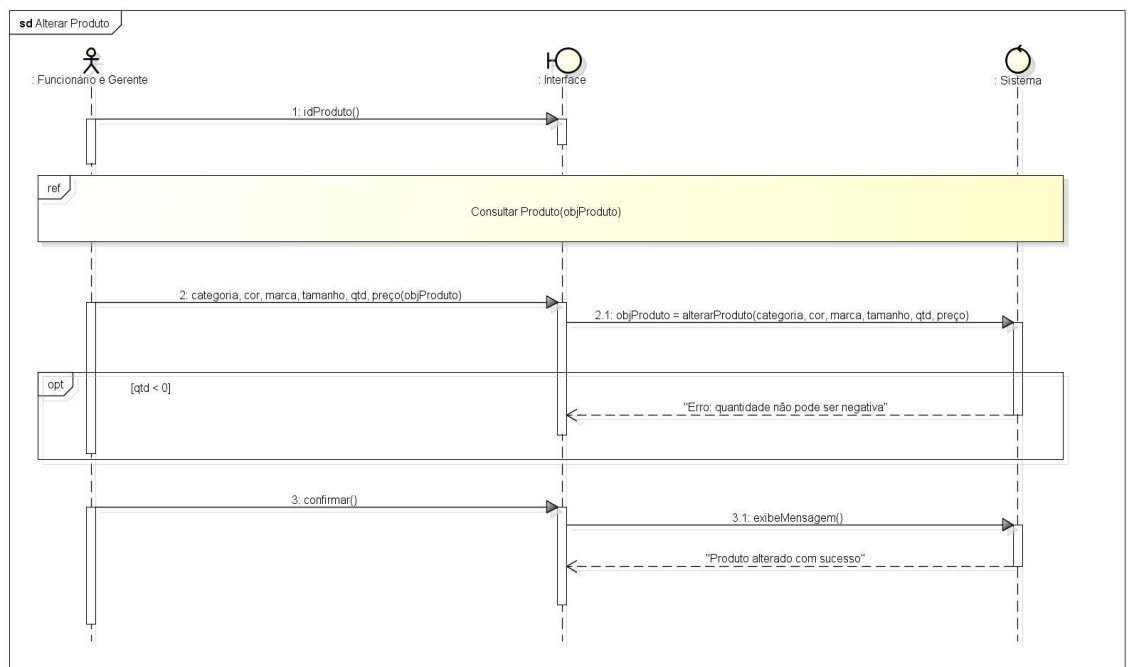 sd Alterar Produto
: Funcionário e Gerente
: Interface
: Sistema
1: idProduto()
ref
Consultar Produto(objProduto)
2: categoria, cor, marca, tamanho, qtd, preço(objProduto)
2.1: objProduto = alterarProduto(categoria, cor, marca, tamanho, qtd, preço)
opt
[qtd < 0]
"Erro: quantidade não pode ser negativa"
3: confirmar()
3.1: exibeMensagem()
"Produto alterado com sucesso"